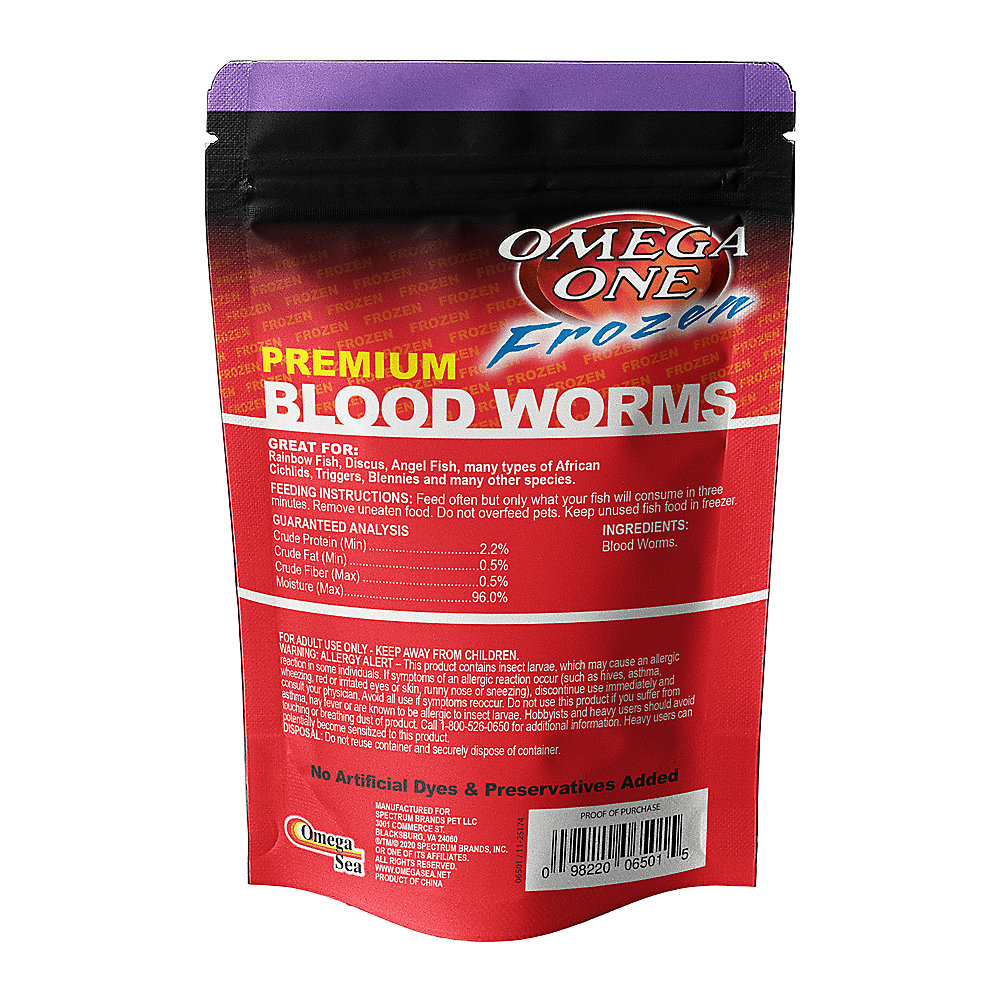 OMEGA
ONE
Frozen
PREMIUM
BLOOD WORMS
GREAT FOR:
Rainbow Fish, Discus, Angel Fish, many types of African
Cichlids, Triggers, Blennies and many other species.
FEEDING INSTRUCTIONS: Feed often but only what your fish will consume in three
minutes. Remove uneaten food. Do not overfeed pets. Keep unused fish food in freezer.
GUARANTEED ANALYSIS
Crude Protein (Min)..............................2.2%
Crude Fat (Min)....................................0.5%
Crude Fiber (Max)................................0.5%
Moisture (Max)....................................96.0%
INGREDIENTS:
Blood Worms.
FOR ADULT USE ONLY - KEEP AWAY FROM CHILDREN.
WARNING: ALLERGY ALERT – This product contains insect larvae, which may cause an allergic
reaction in some individuals. If symptoms of an allergic reaction occur (such as hives, asthma,
wheezing, red or irritated eyes or skin, runny nose or sneezing), discontinue use immediately and
consult your physician. Avoid all use if symptoms reoccur. Do not use this product if you suffer from
asthma, hay fever or are known to be allergic to insect larvae. Hobbyists and heavy users should avoid
touching or breathing dust of product. Call 1-800-526-0650 for additional information. Heavy users can
potentially become sensitized to this product.
DISPOSAL: Do not reuse container and securely dispose of container.
No Artificial Dyes & Preservatives Added
Omega
Sea
MANUFACTURED FOR
SPECTRUM BRANDS PET LLC
3001 COMMERCE ST.
BLACKSBURG, VA 24060
®/TM/© 2020 SPECTRUM BRANDS, INC.
OR ONE OF ITS AFFILIATES.
ALL RIGHTS RESERVED.
WWW.OMEGASEA.NET
PRODUCT OF CHINA
06501 / 11-25174
PROOF OF PURCHASE
0 98220 06501 5